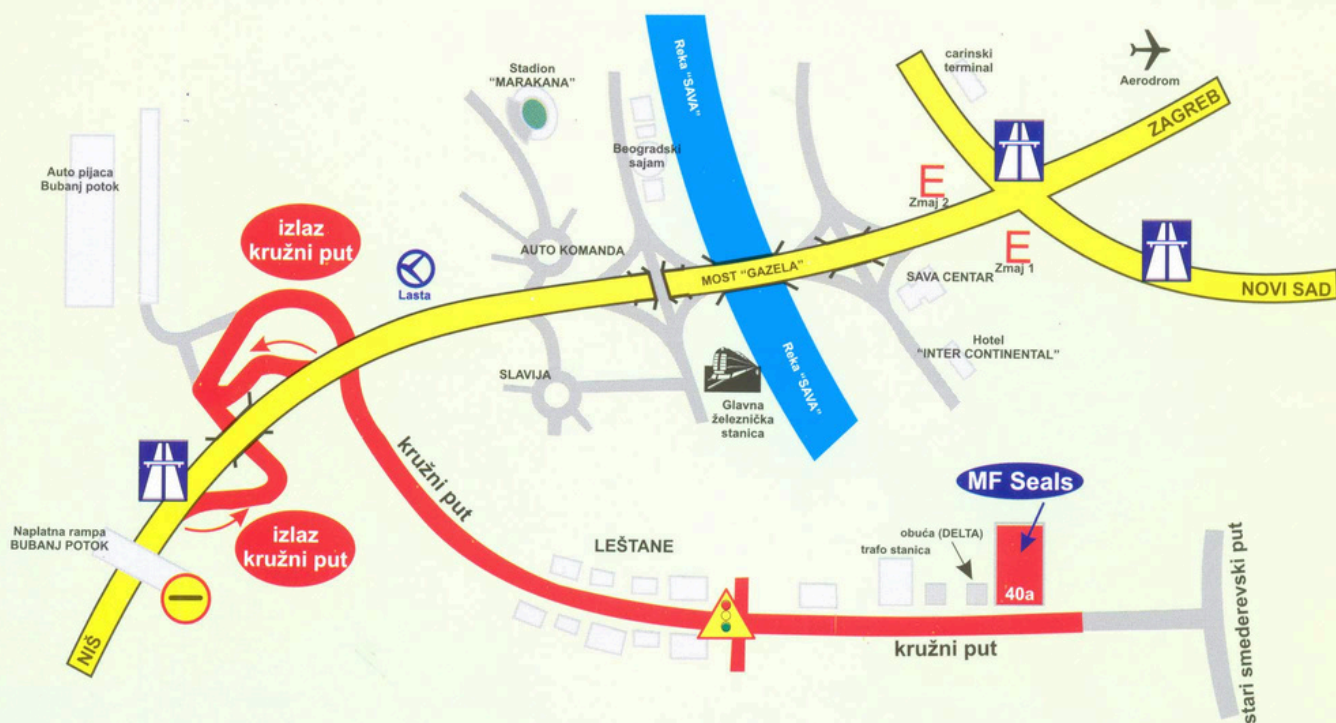 Stadion
"MARAKANA"
Reka "SAVA"
carinski
terminal
Aerodrom
ZAGREB
Auto pijaca
Bubanj potok
Beogradski
sajam
E
Zmaj 2
izlaz
kružni put
AUTO KOMANDA
MOST "GAZELA"
E
Zmaj 1
SAVA CENTAR
Lasta
NOVI SAD
Hotel
"INTER CONTINENTAL"
SLAVIJA
Reka "SAVA"
Glavna
železnička
stanica
kružni put
MF Seals
Naplatna rampa
BUBANJ POTOK
izlaz
kružni put
LEŠTANE
obuća (DELTA)
trafo stanica
40a
NIŠ
kružni put
stari smederevski put